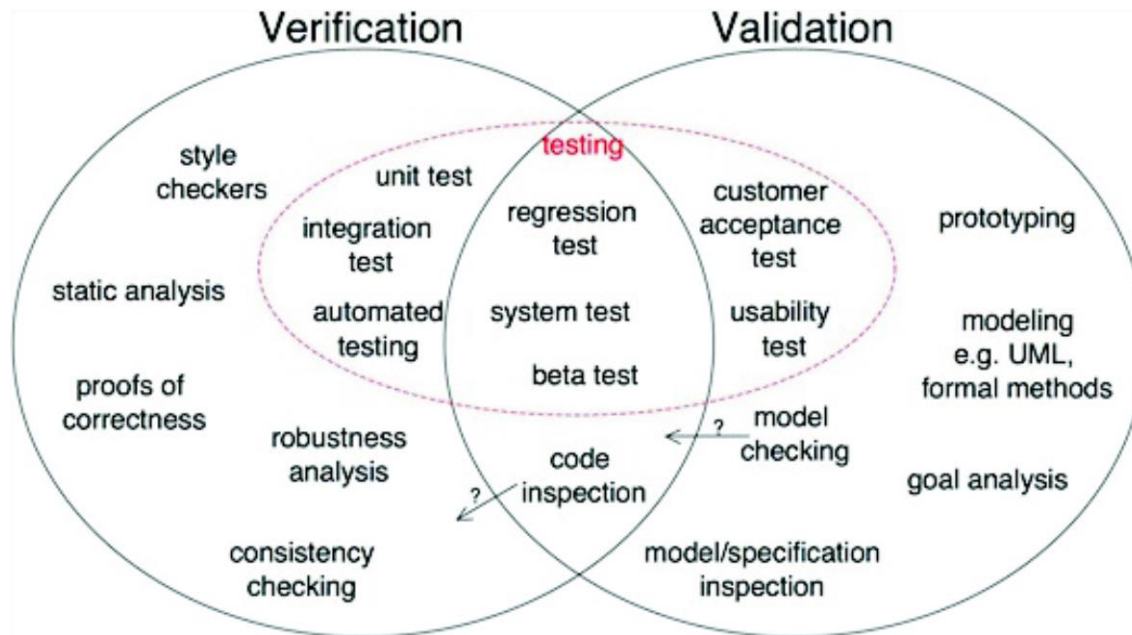 Verification
Validation
testing
style
checkers
unit test
integration
test
static analysis
automated
testing
proofs of
correctness
robustness
analysis
consistency
checking
regression
test
system test
beta test
code
inspection
?
customer
acceptance
test
usability
test
prototyping
modeling
e.g. UML,
formal methods
?
model
checking
goal analysis
model/specification
inspection